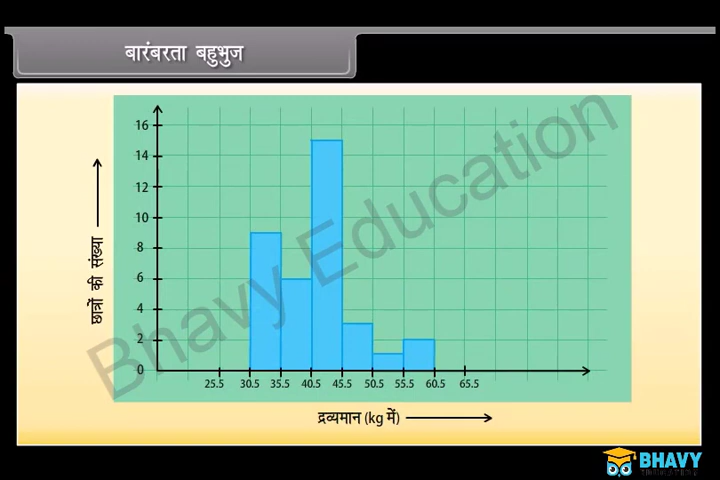 बारंबरता बहुभुज
16
14
12
10
8
6
4
2
0
छात्रों की संख्या
25.5 30.5 35.5 40.5 45.5 50.5 55.5 60.5 65.5
द्रव्यमान (kg में)
Bhavy Education
BHAVY